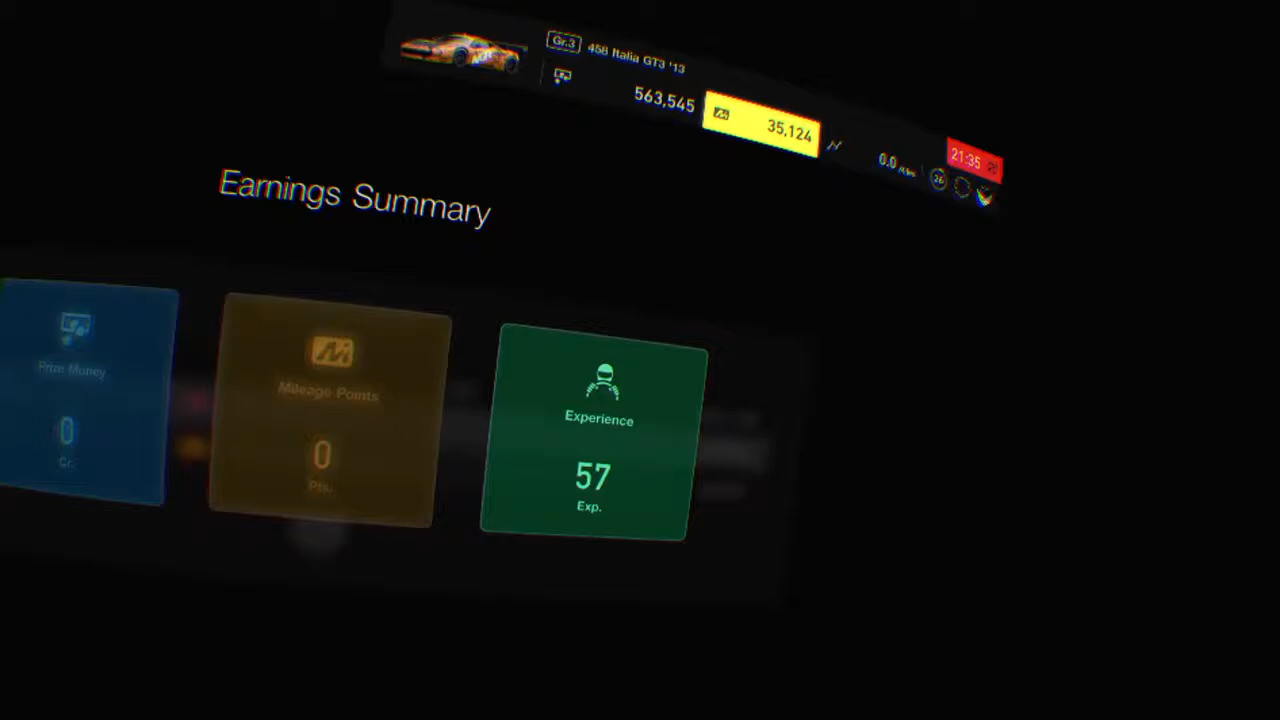 Gr.3 458 Italia GT3 '13
563,545 35,124 0.0 21:35
26
Earnings Summary
Prize Money Mileage Points Experience
0 0 57
Cr. Pts. Exp.